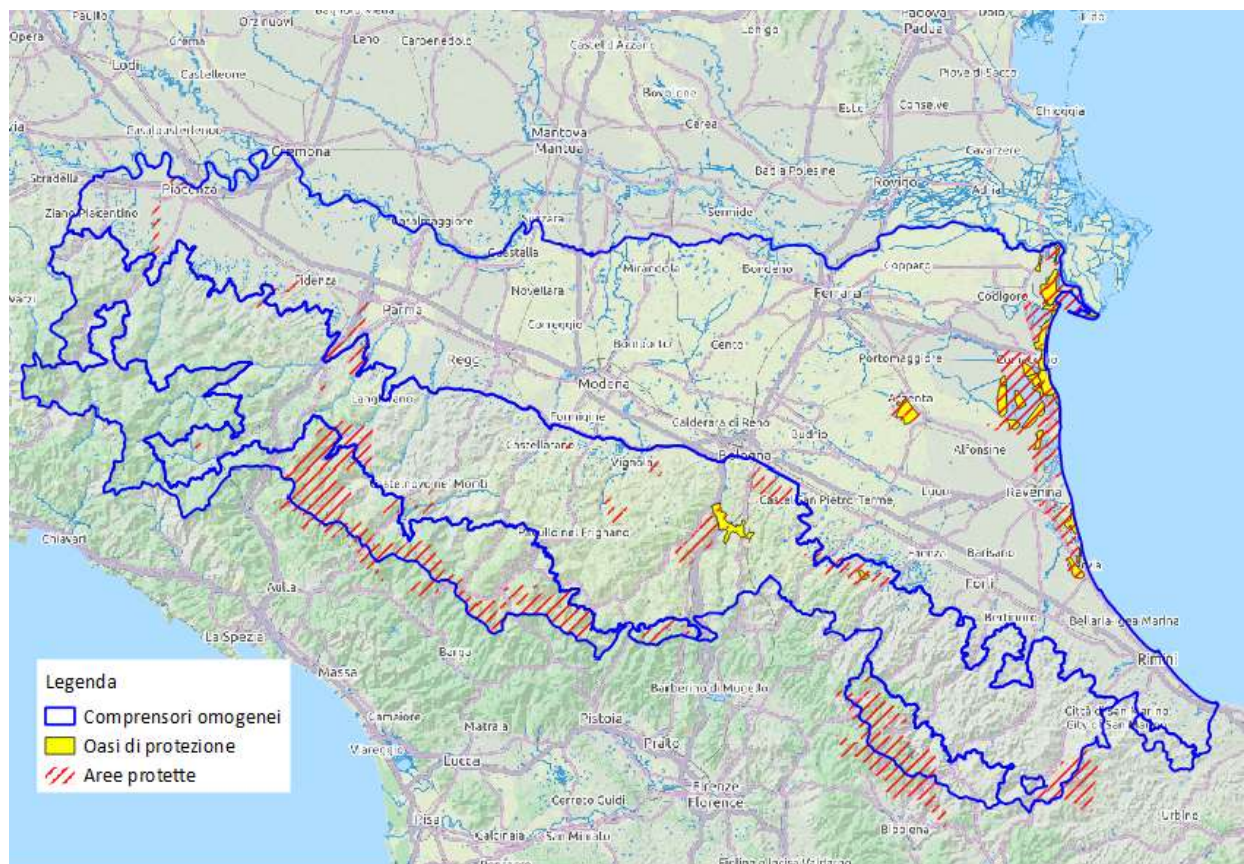 Padova
Padua
Opera
Lodi
Crema
Orzinuovi
Leno
Carpenedolo
Castel d'Azzano
Lonigo
Castelleone
Bovolone
Este
Conselve
Piove di Sacco
Chioggia
Casalpusterlengo
Mantova
Mantua
Cerea
Cavarzere
Cremona
Stradella
Piacenza
Badia Polesine
Rovigo
Adria
Ziano Piacentino
Casalmaggiore
Suzzara
Sermide
Guastalla
Mirandola
Bondeno
Copparo
Fidenza
Novellara
Ferrara
Codigoro
Parma
Correggio
Bomporto
Cento
Portomaggiore
Modena
Argenta
Langhirano
Formigine
Calderara di Reno
Budrio
Castellarano
Vignola
Bologna
Alfonsine
Castelnovo ne' Monti
Castel San Pietro Terme
Lugo
Ravenna
Pavullo nel Frignano
Chiavari
Faenza
Barisano
Cervia
Forlì
Aulla
Bertinoro
Bellaria-Igea Marina
La Spezia
Barga
Rimini
Massa
Barberino di Mugello
Città di San Marino
City of San Marino
Camaiore
Matraia
Pistoia
Viareggio
Lucca
Prato
Firenze
Florence
Cerreto Guidi
Bibbiena
Urbino
Pisa
Calcinaia
San Miniato
Legenda
Comprensori omogenei
Oasi di protezione
Aree protette